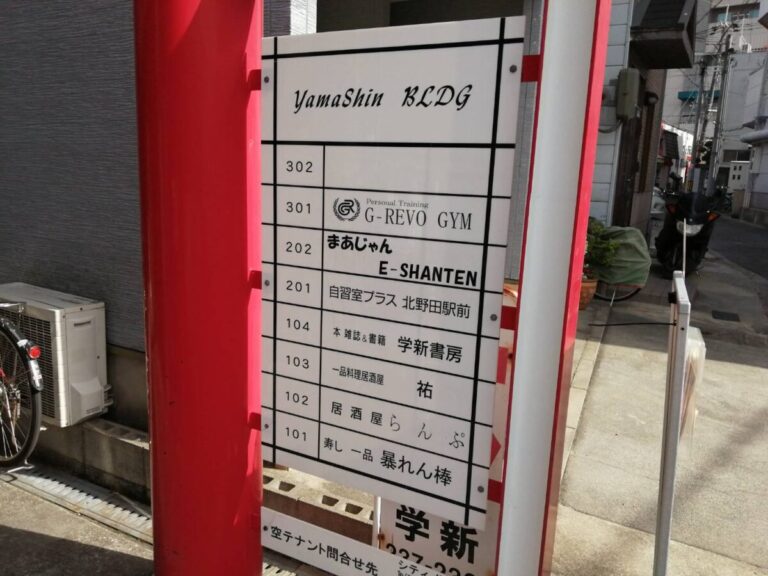 YamaShin BLDG
302
301 Personal Training
G-REVO GYM
202 まあじゃん
E-SHANTEN
201 自習室プラス 北野田駅前
104 本 雑誌&書籍 学新書房
103 一品料理居酒屋 祐
102 居酒屋らんぷ
101 寿し 一品 暴れん棒
学新
・空テナント問合せ先